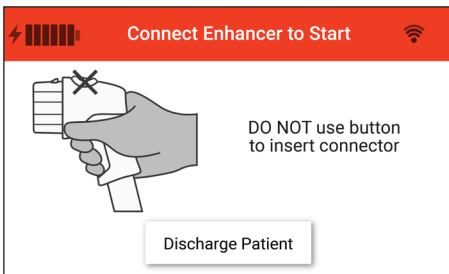 Connect Enhancer to Start
DO NOT use button
to insert connector
Discharge Patient